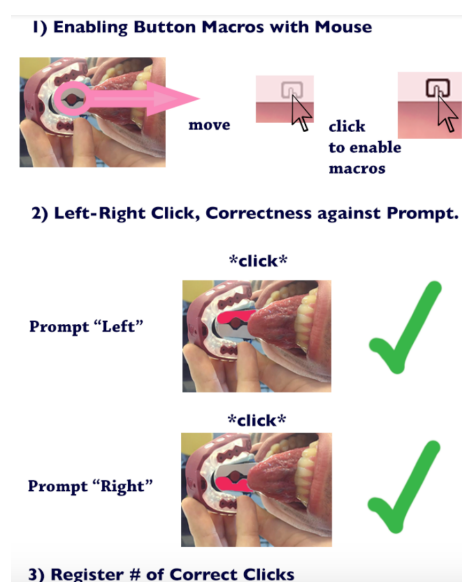 1) Enabling Button Macros with Mouse
move
click
to enable
macros
2) Left-Right Click, Correctness against Prompt.
*click*
Prompt “Left”
*click*
Prompt “Right”
3) Register # of Correct Clicks